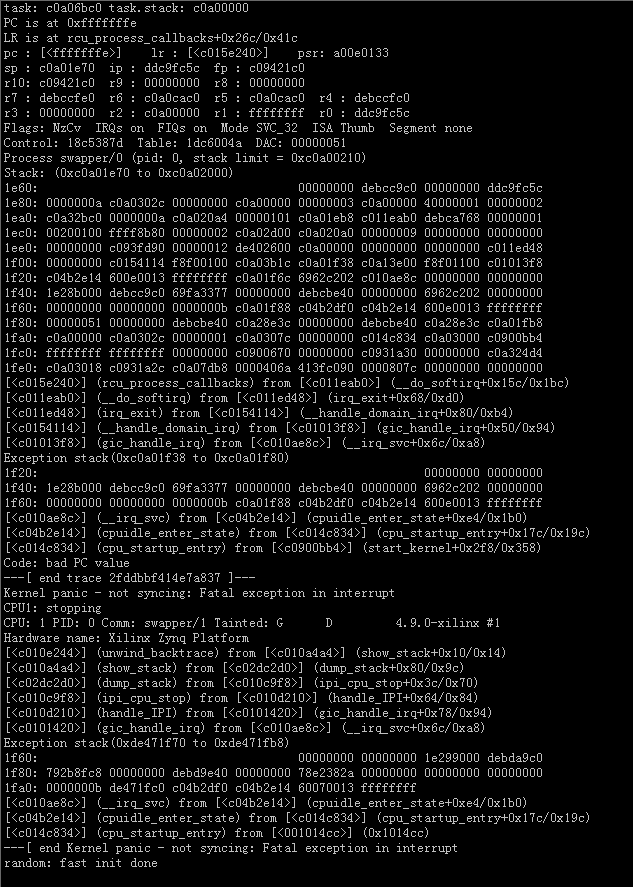 task: c0a06bc0 task.stack: c0a00000
PC is at 0xfffffffe
LR is at rcu_process_callbacks+0x26c/0x41c
pc : [<fffffffe>]    lr : [<c015e240>]    psr: a00e0133
sp : c0a01e70  ip : ddc9fc5c  fp : c09421c0
r10: c09421c0  r9 : 00000000  r8 : 00000000
r7 : debccfe0  r6 : c0a0cac0  r5 : c0a0cac0  r4 : debccfc0
r3 : 00000000  r2 : c0a00000  r1 : ffffffff  r0 : ddc9fc5c
Flags: NzCv  IRQs on  FIQs on  Mode SVC_32  ISA Thumb  Segment none
Control: 18c5387d  Table: 1dc6004a  DAC: 00000051
Process swapper/0 (pid: 0, stack limit = 0xc0a00210)
Stack: (0xc0a01e70 to 0xc0a02000)
1e60:                                     00000000 debcc9c0 00000000 ddc9fc5c
1e80: 0000000a c0a0302c 00000000 c0a00000 00000003 c0a00000 40000001 00000002
1ea0: c0a32bc0 0000000a c0a020a4 00000101 c0a01eb8 c011eab0 debca768 00000001
1ec0: 00200100 ffff8b80 00000002 c0a02d00 c0a020a0 00000009 00000000 00000000
1ee0: 00000000 c093fd90 00000012 de402600 c0a00000 00000000 00000000 c011ed48
1f00: 00000000 c0154114 f8f00100 c0a03b1c c0a01f38 c0a13e00 f8f01100 c01013f8
1f20: c04b2e14 600e0013 ffffffff c0a01f6c 6962c202 c010ae8c 00000000 00000000
1f40: 1e28b000 debcc9c0 69fa3377 00000000 debcbe40 00000000 6962c202 00000000
1f60: 00000000 00000000 0000000b c0a01f88 c04b2df0 c04b2e14 600e0013 ffffffff
1f80: 00000051 00000000 debcbe40 c0a28e3c 00000000 debcbe40 c0a28e3c c0a01fb8
1fa0: c0a00000 c0a0302c 00000001 c0a0307c 00000000 c014c834 c0a03000 c0900bb4
1fc0: ffffffff ffffffff 00000000 c0900670 00000000 c0931a30 00000000 c0a324d4
1fe0: c0a03018 c0931a2c c0a07db8 0000406a 413fc090 0000807c 00000000 00000000
[<c015e240>] (rcu_process_callbacks) from [<c011eab0>] (__do_softirq+0x15c/0x1bc)
[<c011eab0>] (__do_softirq) from [<c011ed48>] (irq_exit+0x68/0xd0)
[<c011ed48>] (irq_exit) from [<c0154114>] (__handle_domain_irq+0x80/0xb4)
[<c0154114>] (__handle_domain_irq) from [<c01013f8>] (gic_handle_irq+0x50/0x94)
[<c01013f8>] (gic_handle_irq) from [<c010ae8c>] (__irq_svc+0x6c/0xa8)
Exception stack(0xc0a01f38 to 0xc0a01f80)
1f20:                                                       00000000 00000000
1f40: 1e28b000 debcc9c0 69fa3377 00000000 debcbe40 00000000 6962c202 00000000
1f60: 00000000 00000000 0000000b c0a01f88 c04b2df0 c04b2e14 600e0013 ffffffff
[<c010ae8c>] (__irq_svc) from [<c04b2e14>] (cpuidle_enter_state+0xe4/0x1b0)
[<c04b2e14>] (cpuidle_enter_state) from [<c014c834>] (cpu_startup_entry+0x17c/0x19c)
[<c014c834>] (cpu_startup_entry) from [<c0900bb4>] (start_kernel+0x2f8/0x358)
Code: bad PC value
---[ end trace 2fddbbf414e7a837 ]---
Kernel panic - not syncing: Fatal exception in interrupt
CPU1: stopping
CPU: 1 PID: 0 Comm: swapper/1 Tainted: G      D         4.9.0-xilinx #1
Hardware name: Xilinx Zynq Platform
[<c010e244>] (unwind_backtrace) from [<c010a4a4>] (show_stack+0x10/0x14)
[<c010a4a4>] (show_stack) from [<c02dc2d0>] (dump_stack+0x80/0x9c)
[<c02dc2d0>] (dump_stack) from [<c010c9f8>] (ipi_cpu_stop+0x3c/0x70)
[<c010c9f8>] (ipi_cpu_stop) from [<c010d210>] (handle_IPI+0x64/0x84)
[<c010d210>] (handle_IPI) from [<c0101420>] (gic_handle_irq+0x78/0x94)
[<c0101420>] (gic_handle_irq) from [<c010ae8c>] (__irq_svc+0x6c/0xa8)
Exception stack(0xde471f70 to 0xde471fb8)
1f60:                                     00000000 00000000 1e299000 debda9c0
1f80: 792b8fc8 00000000 debd9e40 00000000 78e2382a 00000000 00000000 00000000
1fa0: 0000000b de471fc0 c04b2df0 c04b2e14 60070013 ffffffff
[<c010ae8c>] (__irq_svc) from [<c04b2e14>] (cpuidle_enter_state+0xe4/0x1b0)
[<c04b2e14>] (cpuidle_enter_state) from [<c014c834>] (cpu_startup_entry+0x17c/0x19c)
[<c014c834>] (cpu_startup_entry) from [<001014cc>] (0x1014cc)
---[ end Kernel panic - not syncing: Fatal exception in interrupt
random: fast init done